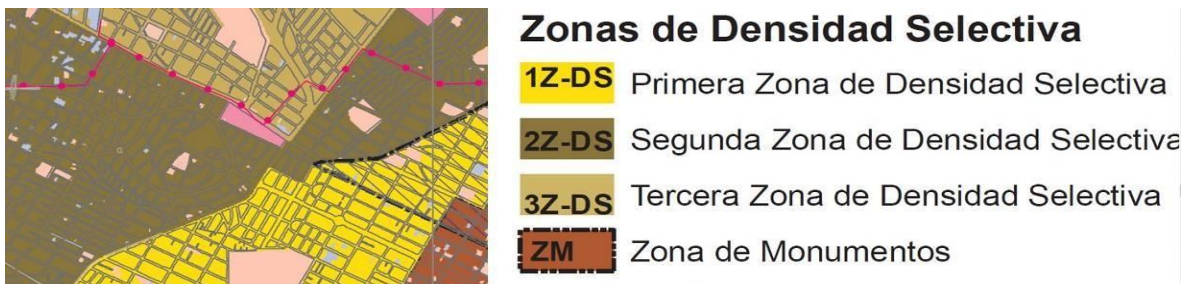 Zonas de Densidad Selectiva
1Z-DS Primera Zona de Densidad Selectiva
2Z-DS Segunda Zona de Densidad Selectiva
3Z-DS Tercera Zona de Densidad Selectiva
ZM Zona de Monumentos